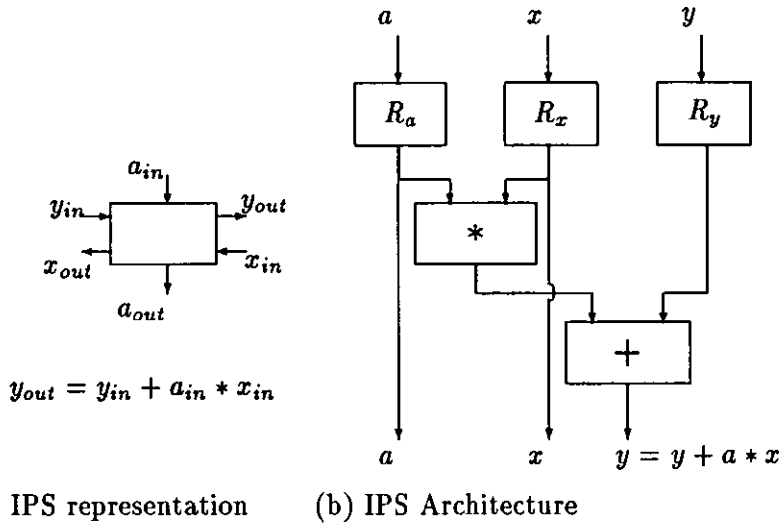 a x y
R_a R_x R_y
a_in
y_in y_out
*
x_out x_in
a_out
+
y_out = y_in + a_in * x_in
a x y = y + a * x
IPS representation (b) IPS Architecture